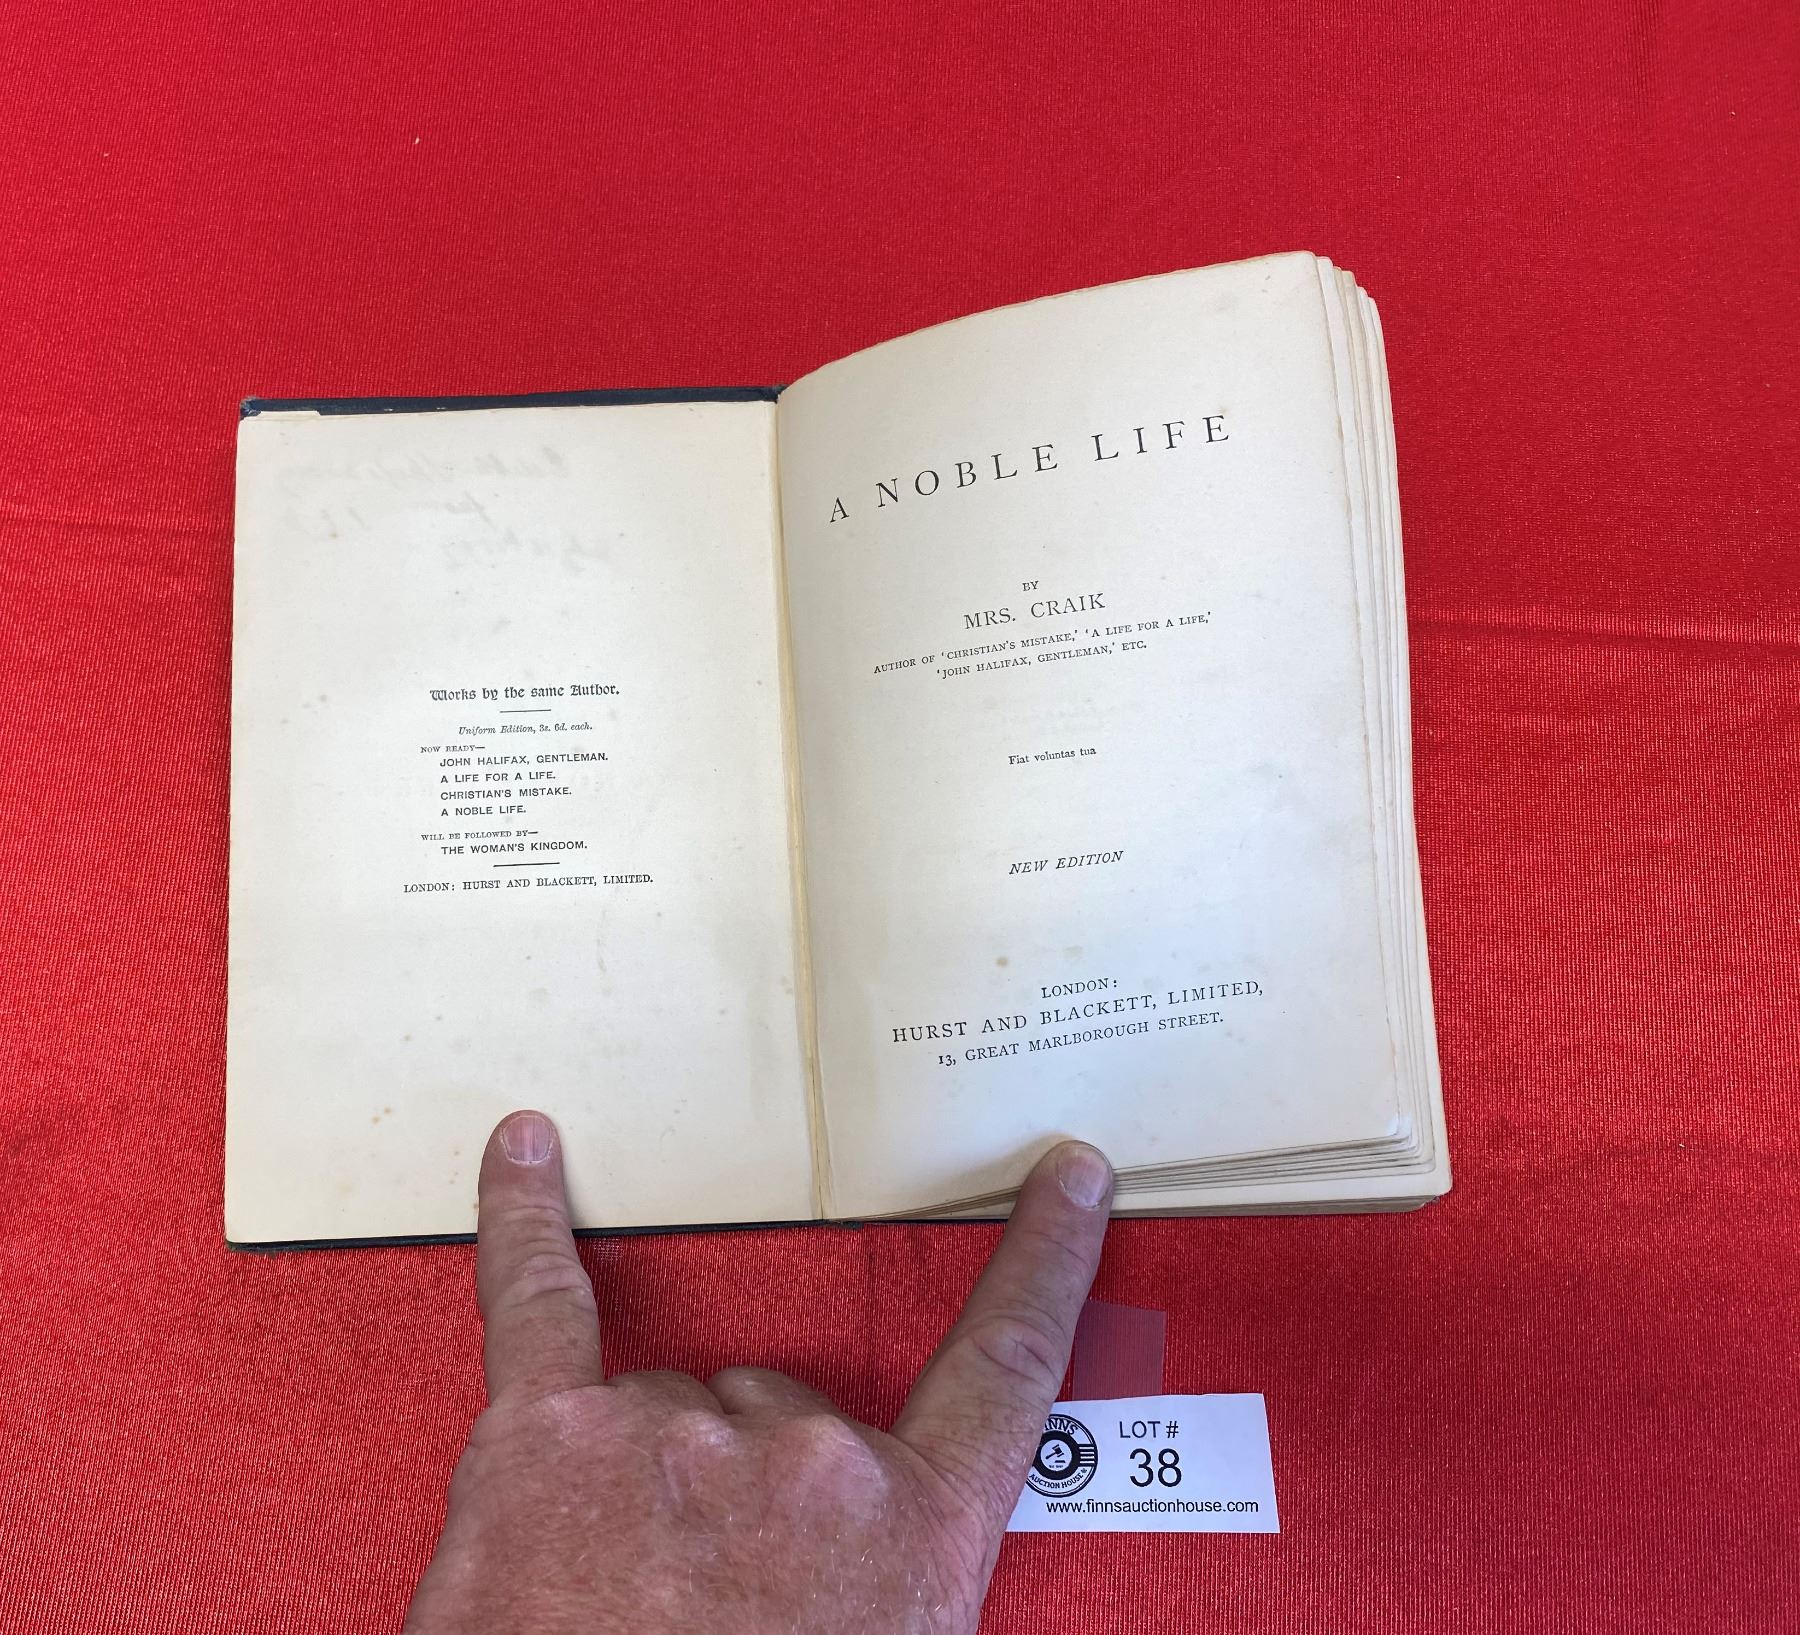 Works by the same Author.
Uniform Edition, 3s. 6d. each.
NOW READY—
JOHN HALIFAX, GENTLEMAN.
A LIFE FOR A LIFE.
CHRISTIAN'S MISTAKE.
A NOBLE LIFE.
WILL BE FOLLOWED BY—
THE WOMAN'S KINGDOM.
LONDON: HURST AND BLACKETT, LIMITED.
A NOBLE LIFE
BY
MRS. CRAIK
AUTHOR OF 'CHRISTIAN'S MISTAKE,' 'A LIFE FOR A LIFE,'
'JOHN HALIFAX, GENTLEMAN,' ETC.
Fiat voluntas tua
NEW EDITION
LONDON:
HURST AND BLACKETT, LIMITED,
13, GREAT MARLBOROUGH STREET.
AUCTION HOUSE
LOT #
38
www.finnsauctionhouse.com